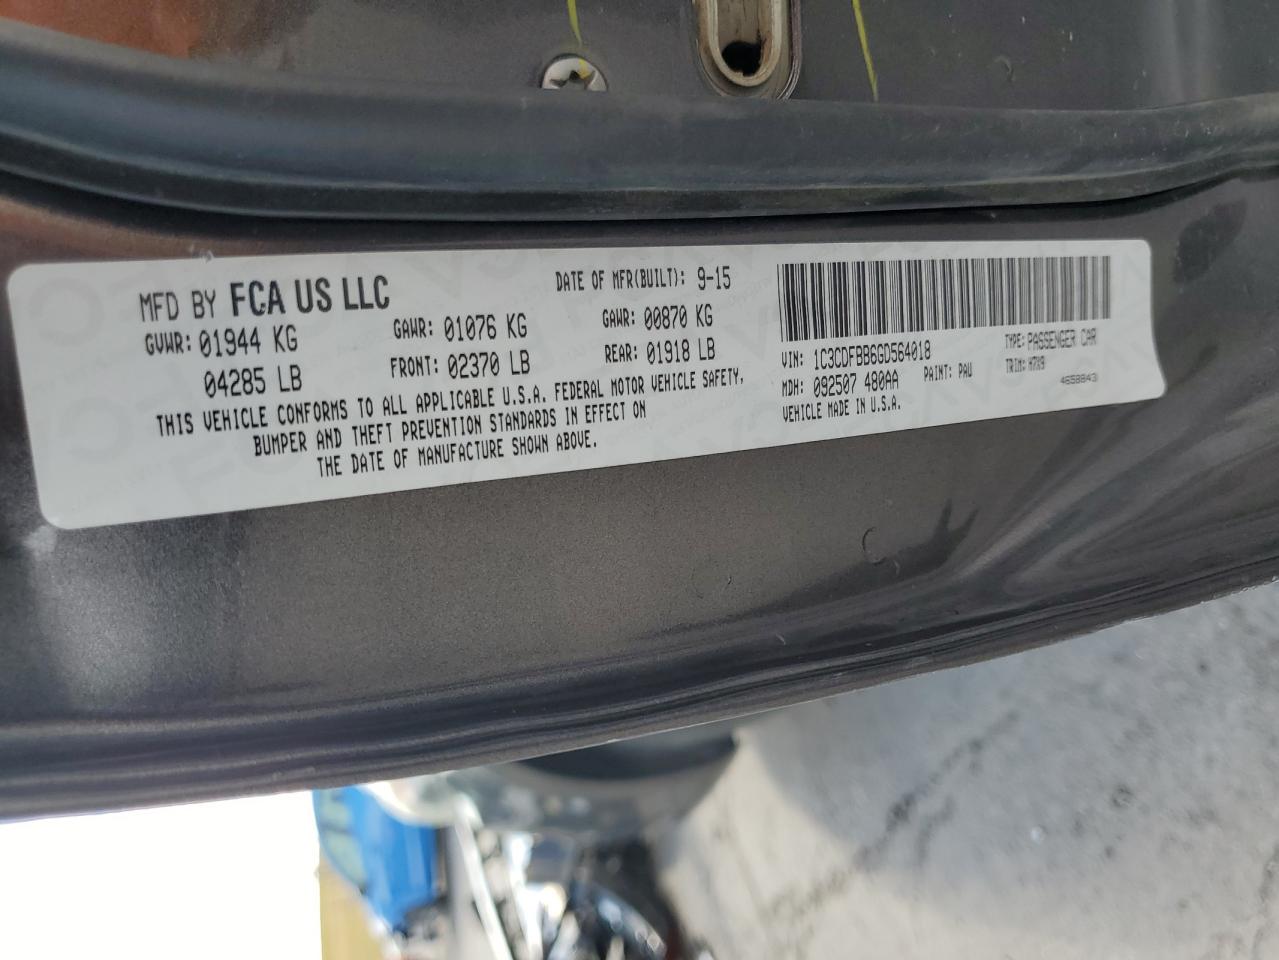 MFD BY FCA US LLC
DATE OF MFR(BUILT): 9-15
GVWR: 01944 KG
GAWR: 01076 KG
GAWR: 00870 KG
04285 LB
FRONT: 02370 LB
REAR: 01918 LB
THIS VEHICLE CONFORMS TO ALL APPLICABLE U.S.A. FEDERAL MOTOR VEHICLE SAFETY,
BUMPER AND THEFT PREVENTION STANDARDS IN EFFECT ON
THE DATE OF MANUFACTURE SHOWN ABOVE.
VIN: 1C3CDFBB6GD564018
TYPE: PASSENGER CAR
MDH: 092507 480AA
PAINT: PAU
TRIM: H7X9
VEHICLE MADE IN U.S.A.
4658843